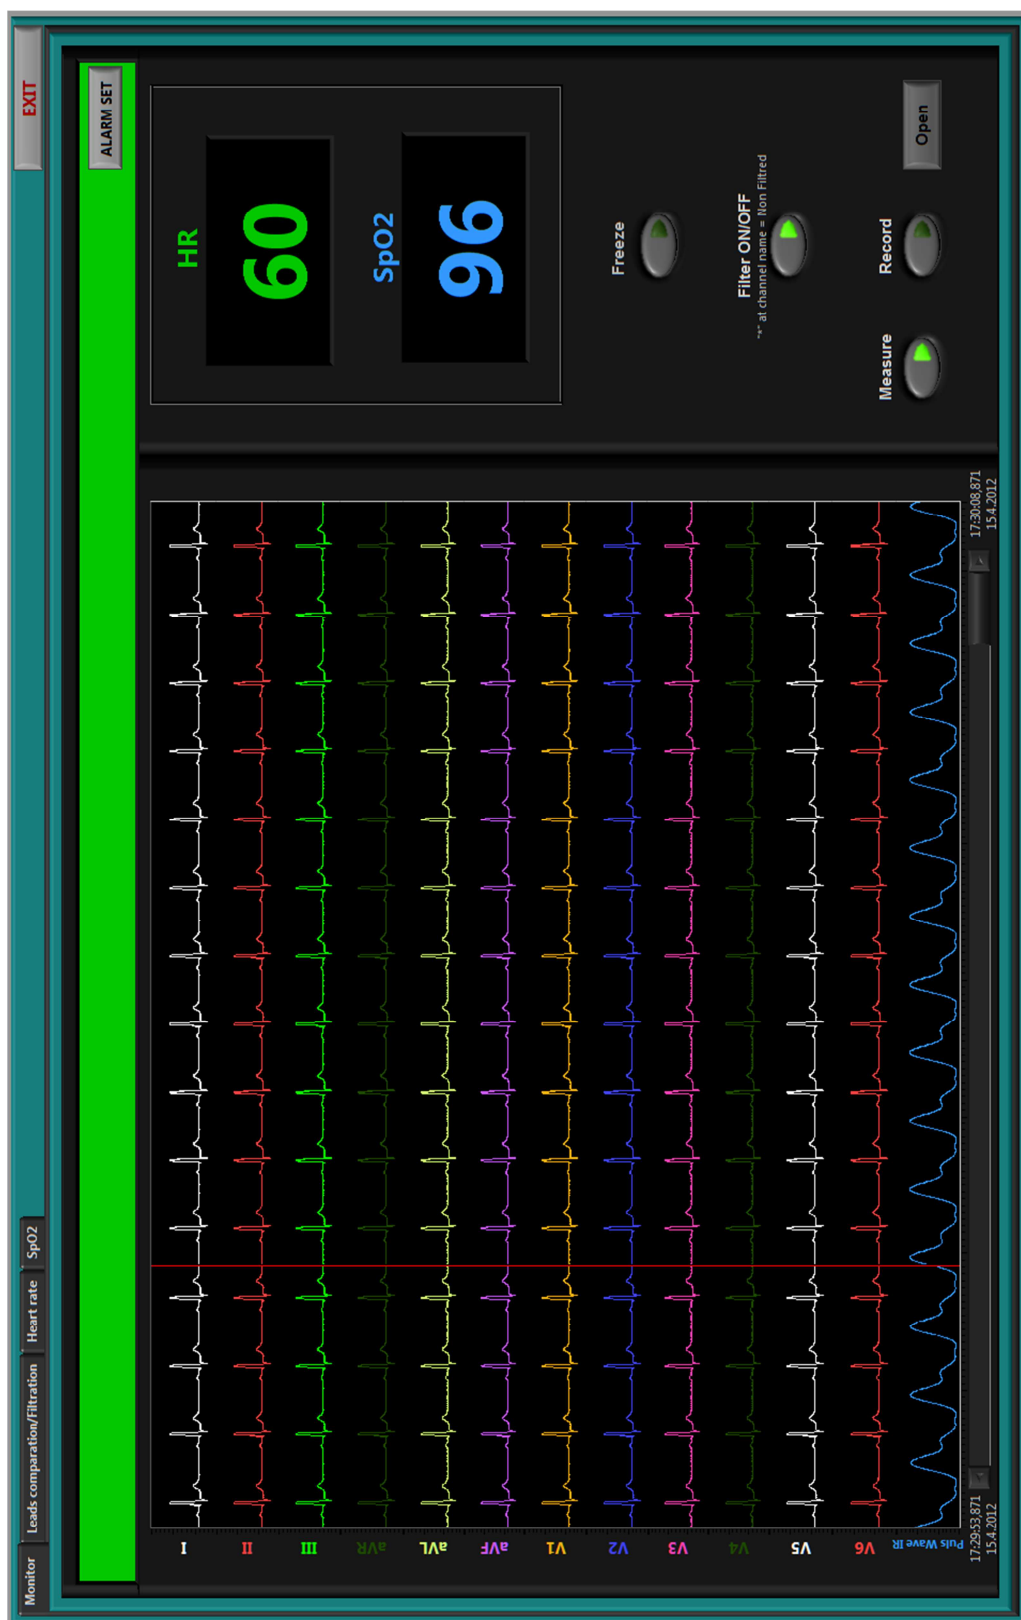 Monitor
Leads comparation/Filtration
Heart rate
SpO2
EXIT
ALARM SET
I
II
III
aVR
aVL
aVF
V1
V2
V3
V4
V5
V6
Puls Wave IR
17:29:53,871
15.4.2012
17:30:08,871
15.4.2012
HR
60
SpO2
96
Freeze
Filter ON/OFF
"*" at channel name = Non Filtred
Measure
Record
Open